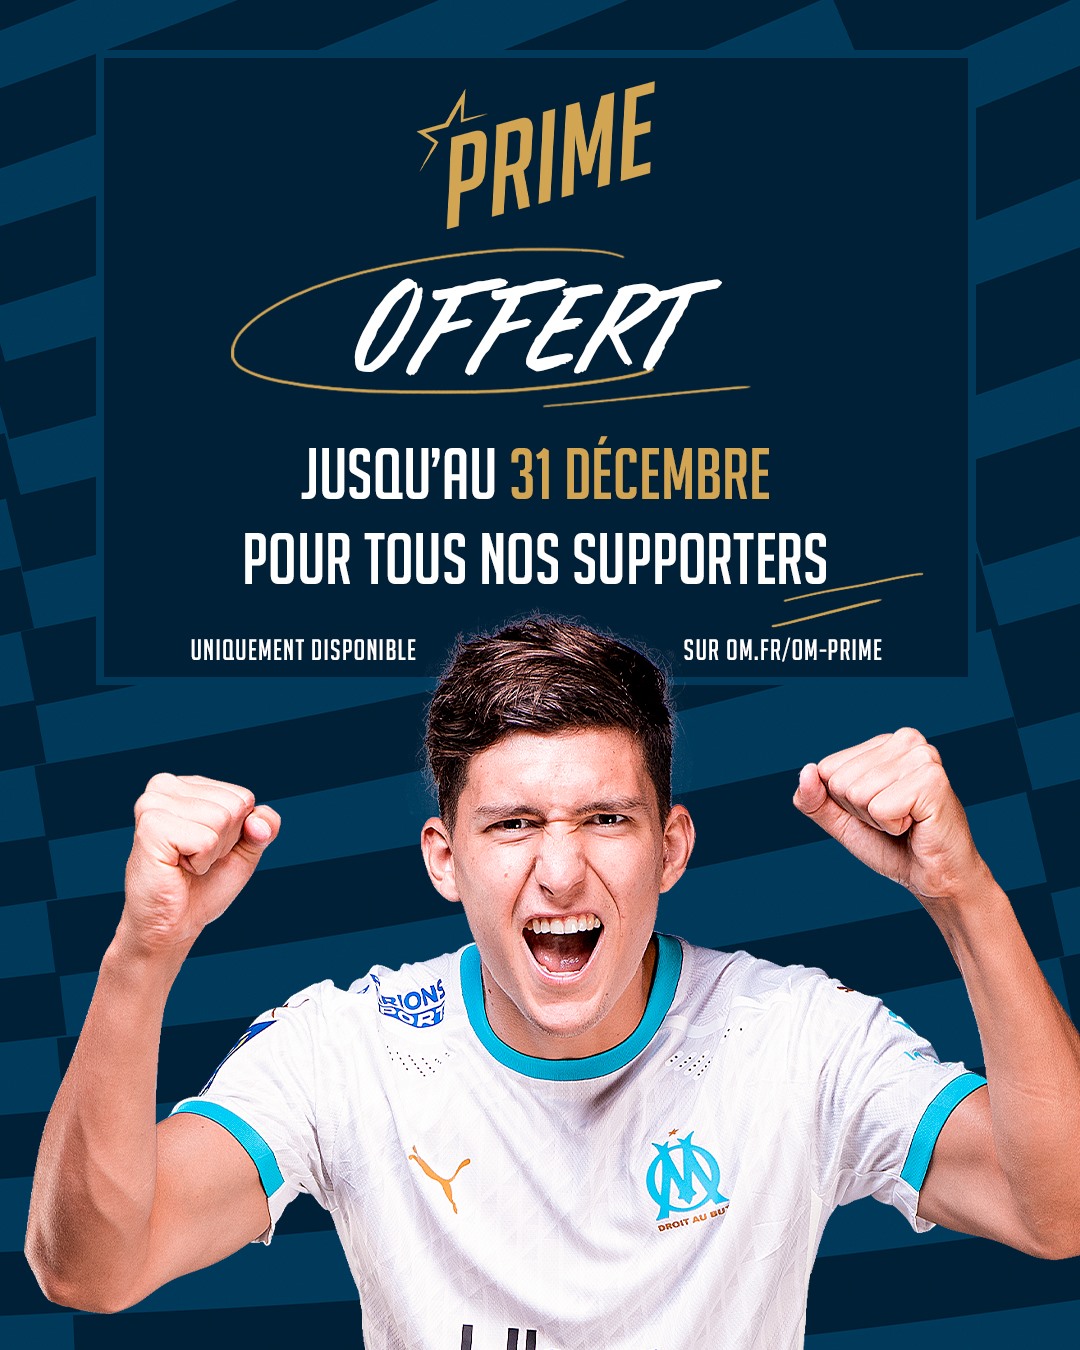 PRIME
OFFERT
JUSQU'AU 31 DÉCEMBRE
POUR TOUS NOS SUPPORTERS
UNIQUEMENT DISPONIBLE SUR OM.FR/OM-PRIME
DROIT AU BUT